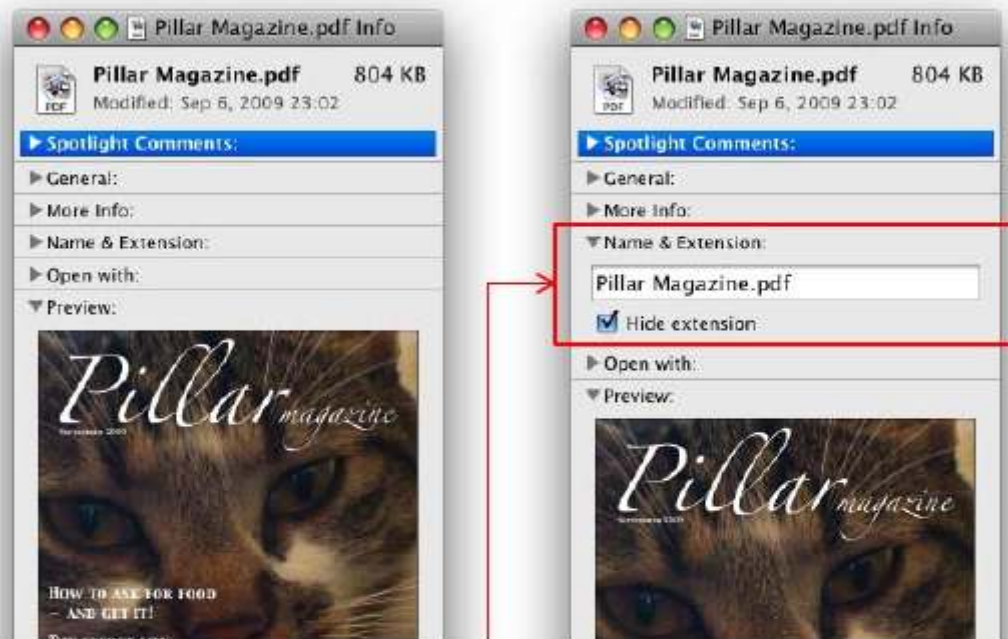 Pillar Magazine.pdf Info
Pillar Magazine.pdf 804 KB
Modified: Sep 6, 2009 23:02
Spotlight Comments:
General:
More Info:
Name & Extension:
Open with:
Preview:
Pillar magazine
How to ask for food
– and get it!
Pillar Magazine.pdf Info
Pillar Magazine.pdf 804 KB
Modified: Sep 6, 2009 23:02
Spotlight Comments:
General:
More Info:
Name & Extension:
Pillar Magazine.pdf
Hide extension
Open with:
Preview:
Pillar magazine